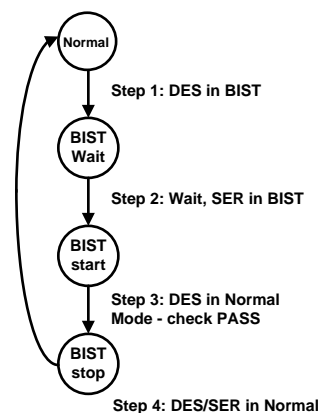 Normal
Step 1: DES in BIST
BIST
Wait
Step 2: Wait, SER in BIST
BIST
start
Step 3: DES in Normal
Mode - check PASS
BIST
stop
Step 4: DES/SER in Normal